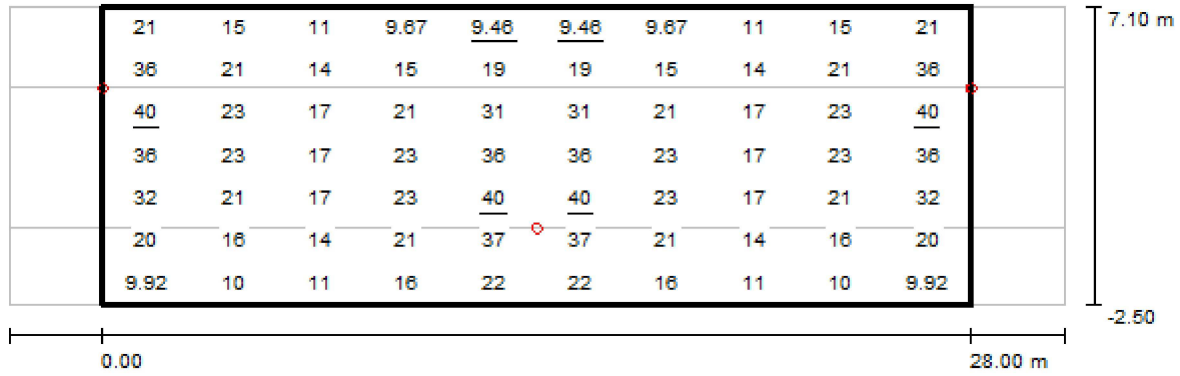 21 15 11 9.67 9.46 9.46 9.67 11 15 21
7.10 m
36 21 14 15 19 19 15 14 21 36
40 23 17 21 31 31 21 17 23 40
36 23 17 23 36 36 23 17 23 36
32 21 17 23 40 40 23 17 21 32
20 16 14 21 37 37 21 14 16 20
9.92 10 11 16 22 22 16 11 10 9.92
-2.50
0.00 28.00 m